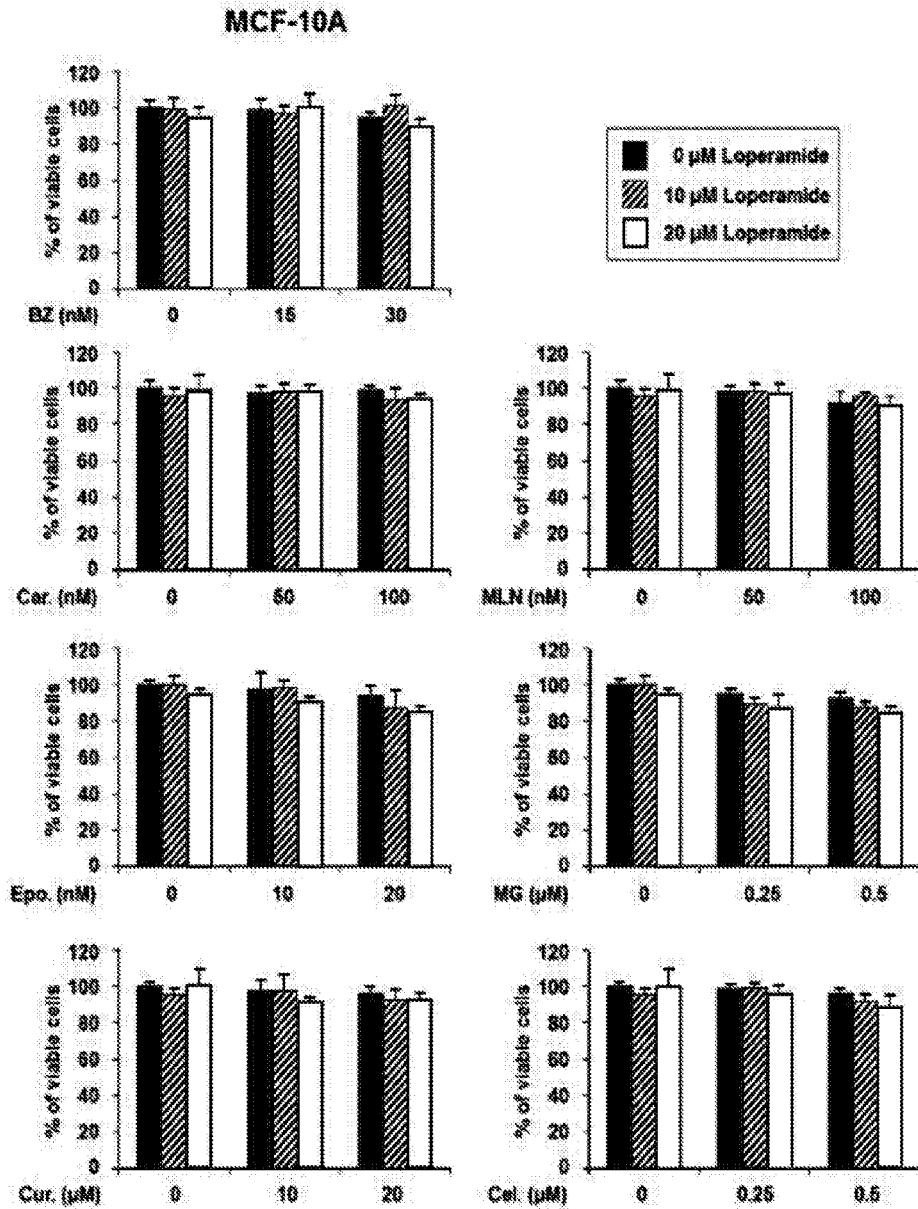 MCF-10A
% of viable cells
120
100
80
60
40
20
0
BZ (nM) 0 15 30
0 µM Loperamide
10 µM Loperamide
20 µM Loperamide
% of viable cells
120
100
80
60
40
20
0
Car. (nM) 0 50 100
% of viable cells
120
100
80
60
40
20
0
MLN (nM) 0 50 100
% of viable cells
120
100
80
60
40
20
0
Epo. (nM) 0 10 20
% of viable cells
120
100
80
60
40
20
0
MG (µM) 0 0.25 0.5
% of viable cells
120
100
80
60
40
20
0
Cur. (µM) 0 10 20
% of viable cells
120
100
80
60
40
20
0
Cel. (µM) 0 0.25 0.5